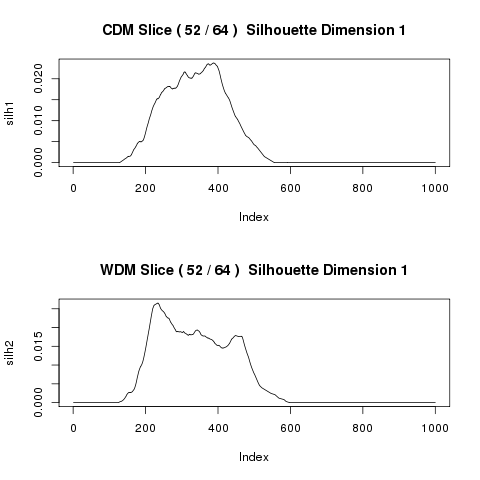 CDM Slice ( 52 / 64 )  Silhouette Dimension 1
silh1
0.000 0.010 0.020
0 200 400 600 800 1000
Index
WDM Slice ( 52 / 64 )  Silhouette Dimension 1
silh2
0.000 0.015
0 200 400 600 800 1000
Index